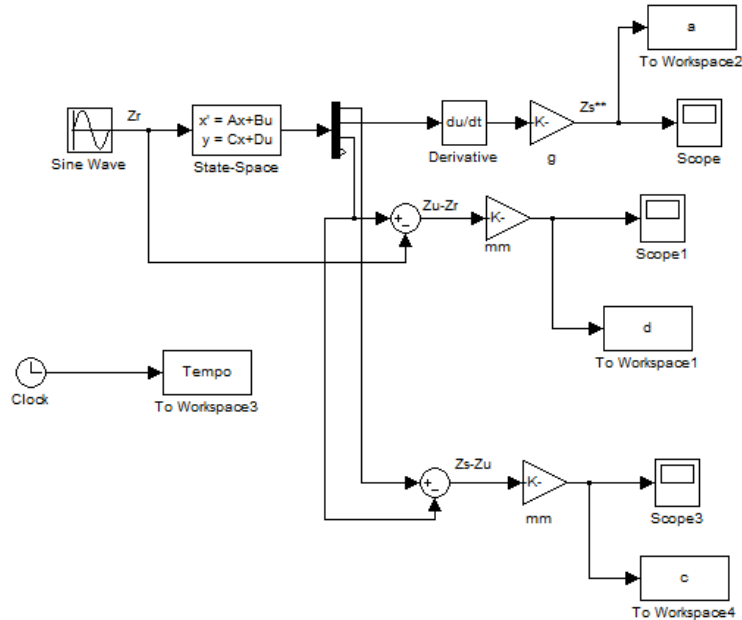 a
To Workspace2
Zr
Sine Wave
x' = Ax+Bu
y = Cx+Du
State-Space
du/dt
Derivative
K-
g
Zs**
Scope
+
−
Zu-Zr
K-
mm
Scope1
d
To Workspace1
Clock
Tempo
To Workspace3
+
−
Zs-Zu
K-
mm
Scope3
c
To Workspace4